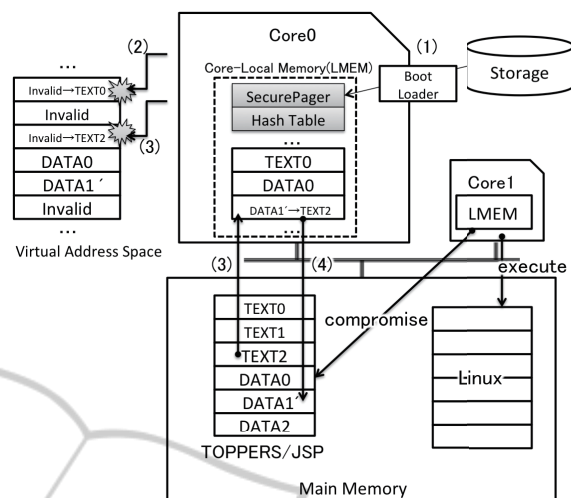 Core0
(1)
(2)
Core-Local Memory(LMEM)
Boot
Loader
Storage
...
Invalid→TEXT0
Invalid
Invalid→TEXT2
(3)
DATA0
DATA1´
Invalid
...
Virtual Address Space
SecurePager
Hash Table
...
TEXT0
DATA0
DATA1´→TEXT2
...
Core1
LMEM
(3)
(4)
execute
compromise
TEXT0
TEXT1
TEXT2
DATA0
DATA1´
DATA2
TOPPERS/JSP
Linux
Main Memory